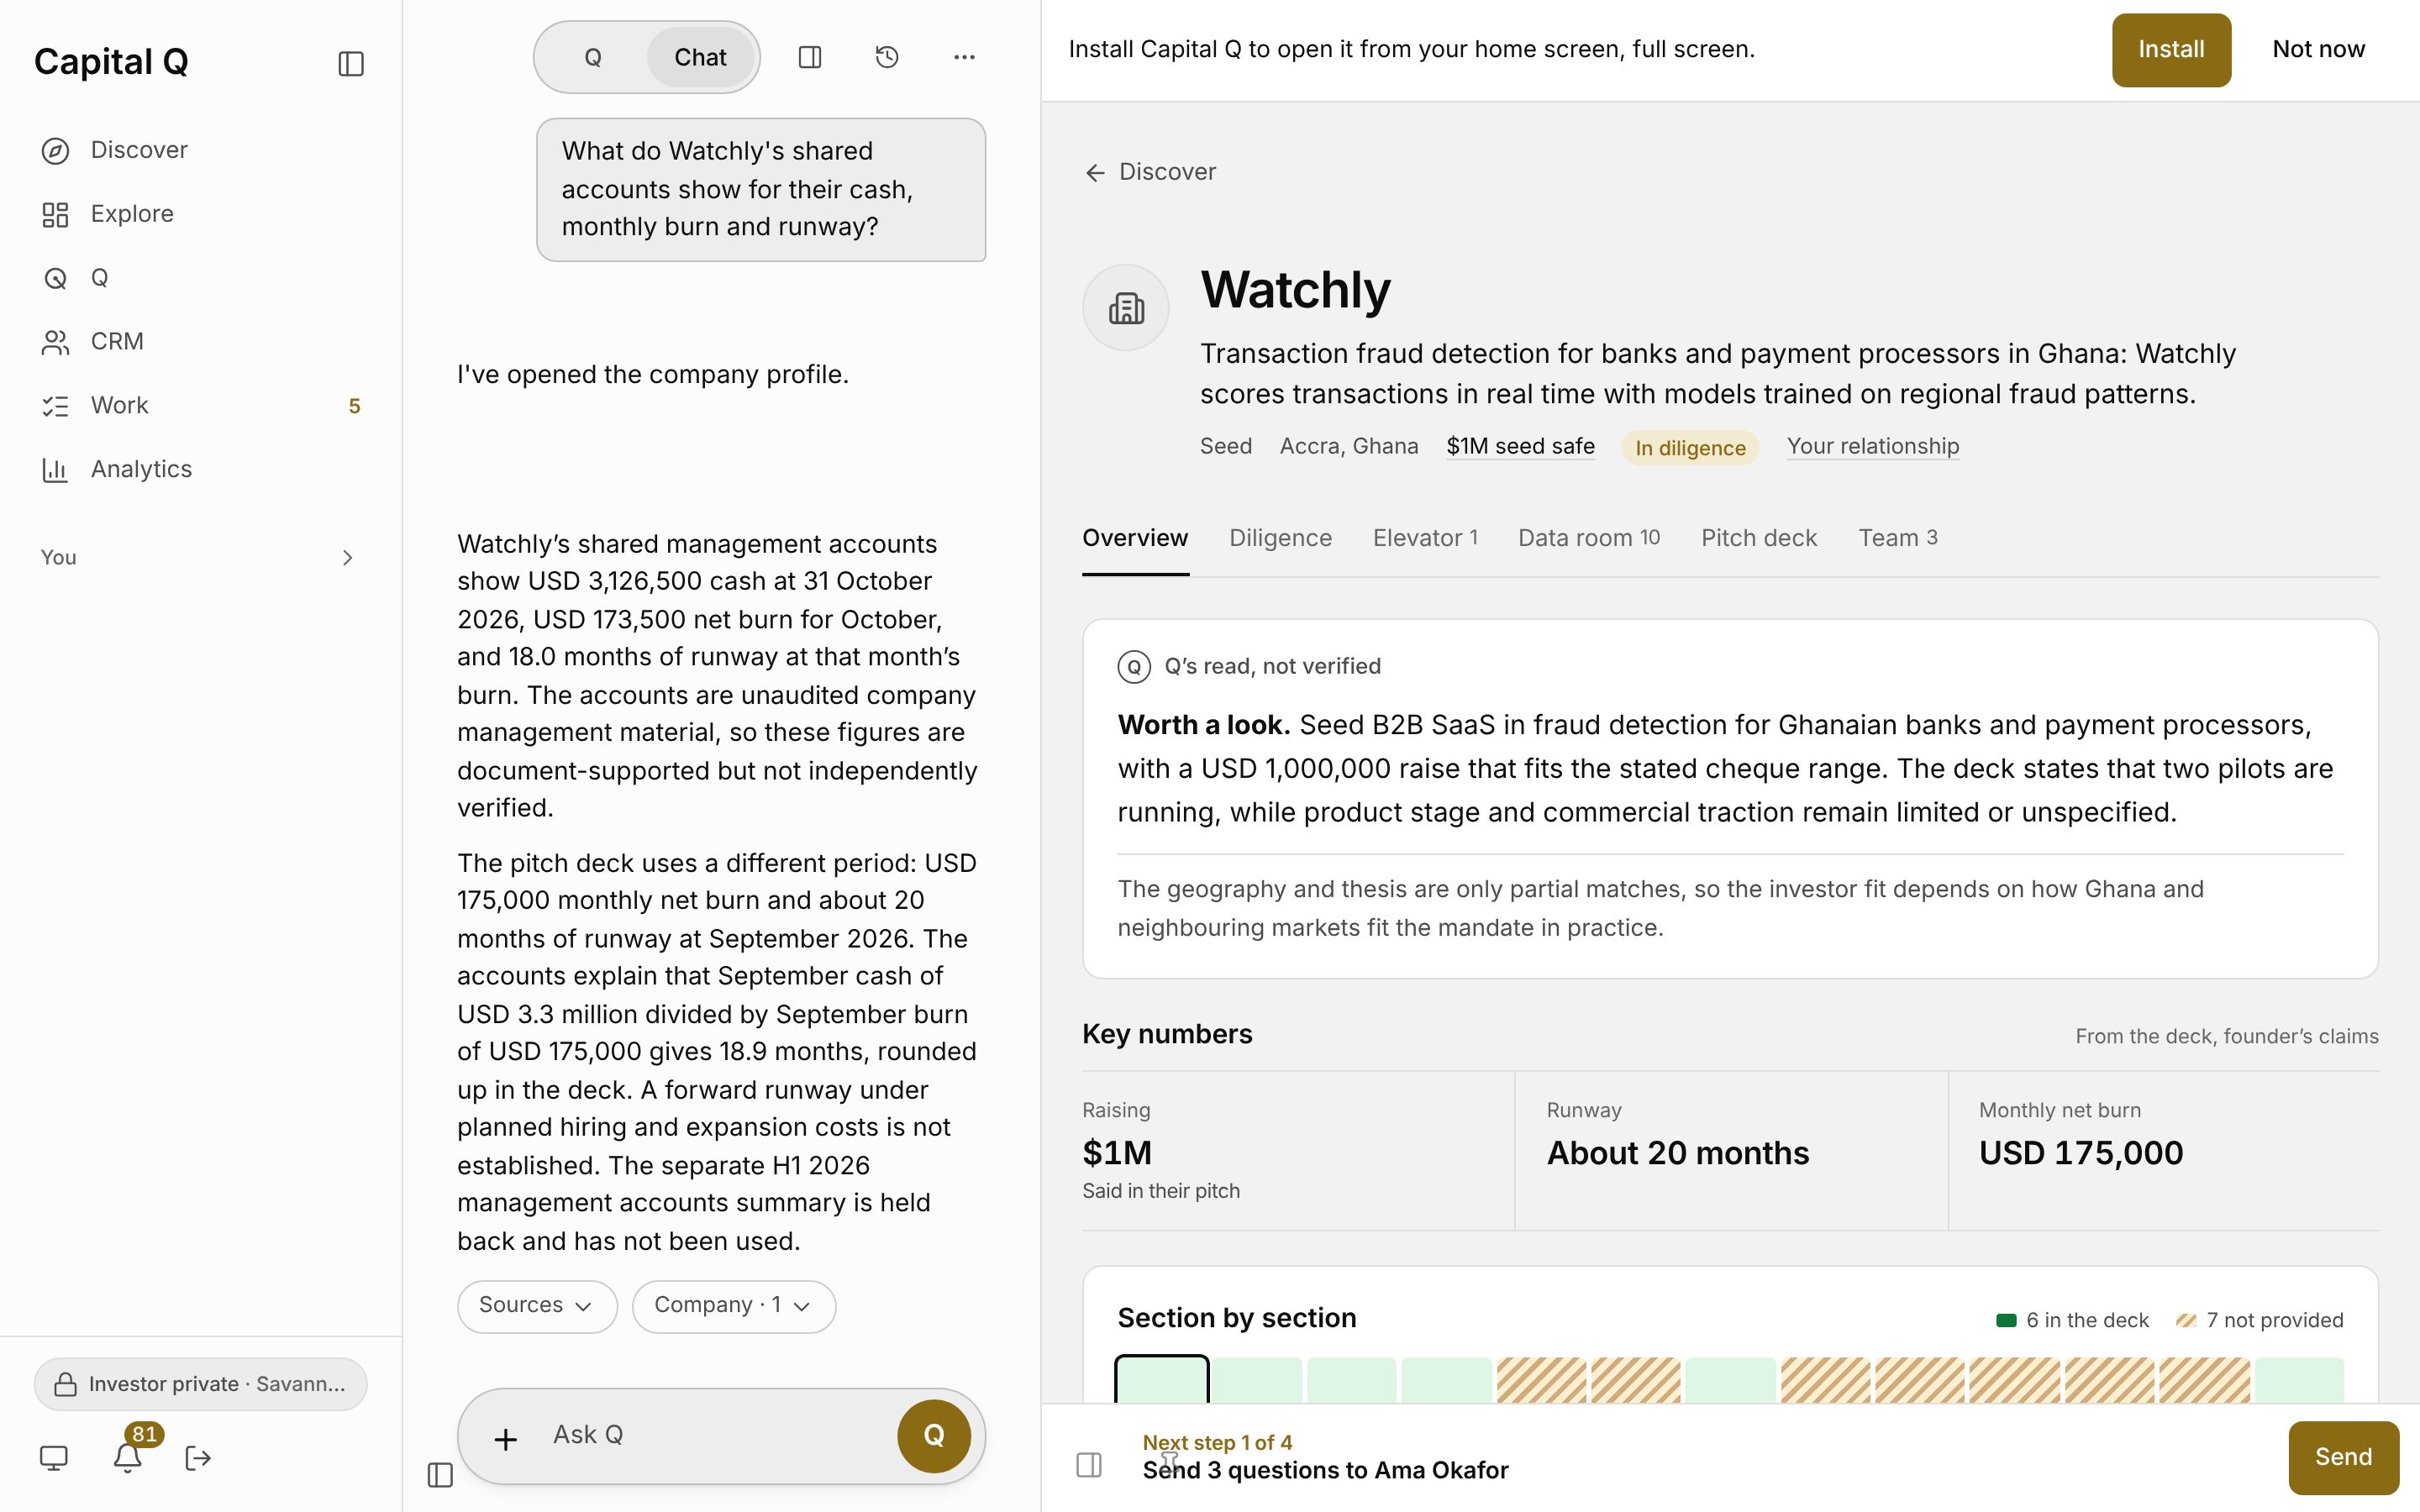 Capital Q
Discover
Explore
Q
CRM
Work 5
Analytics
You
Investor private · Savann...
81
Q Chat
What do Watchly's shared
accounts show for their cash,
monthly burn and runway?
I've opened the company profile.
Watchly’s shared management accounts
show USD 3,126,500 cash at 31 October
2026, USD 173,500 net burn for October,
and 18.0 months of runway at that month’s
burn. The accounts are unaudited company
management material, so these figures are
document-supported but not independently
verified.
The pitch deck uses a different period: USD
175,000 monthly net burn and about 20
months of runway at September 2026. The
accounts explain that September cash of
USD 3.3 million divided by September burn
of USD 175,000 gives 18.9 months, rounded
up in the deck. A forward runway under
planned hiring and expansion costs is not
established. The separate H1 2026
management accounts summary is held
back and has not been used.
Sources Company · 1
Ask Q Q
Install Capital Q to open it from your home screen, full screen. Install Not now
Discover
Watchly
Transaction fraud detection for banks and payment processors in Ghana: Watchly
scores transactions in real time with models trained on regional fraud patterns.
Seed Accra, Ghana $1M seed safe In diligence Your relationship
Overview Diligence Elevator 1 Data room 10 Pitch deck Team 3
Q Q’s read, not verified
Worth a look. Seed B2B SaaS in fraud detection for Ghanaian banks and payment processors,
with a USD 1,000,000 raise that fits the stated cheque range. The deck states that two pilots are
running, while product stage and commercial traction remain limited or unspecified.
The geography and thesis are only partial matches, so the investor fit depends on how Ghana and
neighbouring markets fit the mandate in practice.
Key numbers From the deck, founder’s claims
Raising Runway Monthly net burn
$1M About 20 months USD 175,000
Said in their pitch
Section by section 6 in the deck 7 not provided
Next step 1 of 4
Send 3 questions to Ama Okafor
Send